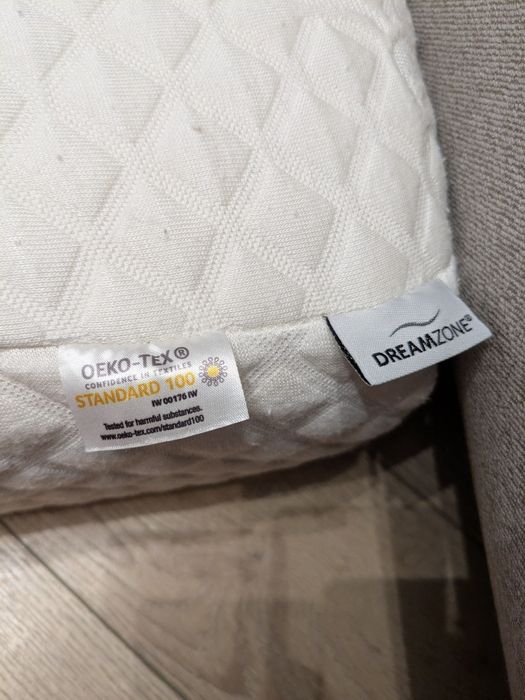 OEKO-TEX®
CONFIDENCE IN TEXTILES
STANDARD 100
IW 00176 IW
Tested for harmful substances.
www.oeko-tex.com/standard100
DREAMZONE®